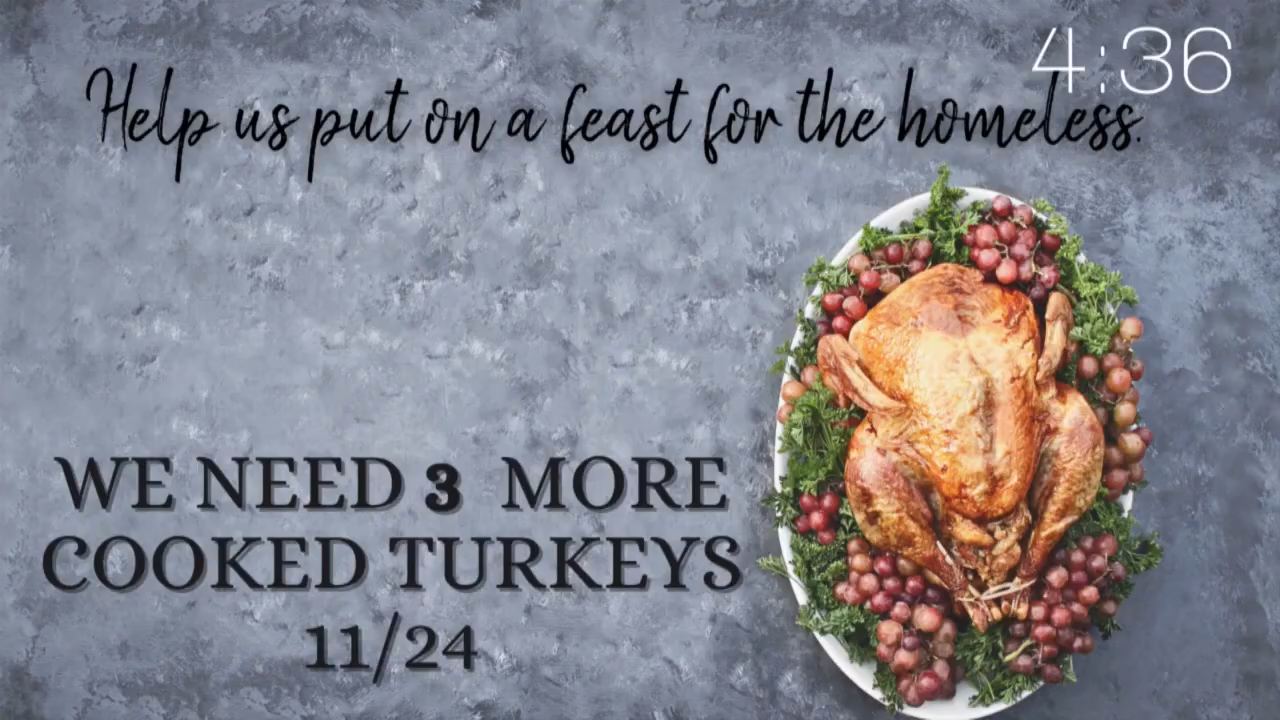 4:36
Help us put on a feast for the homeless.
WE NEED 3 MORE
COOKED TURKEYS
11/24